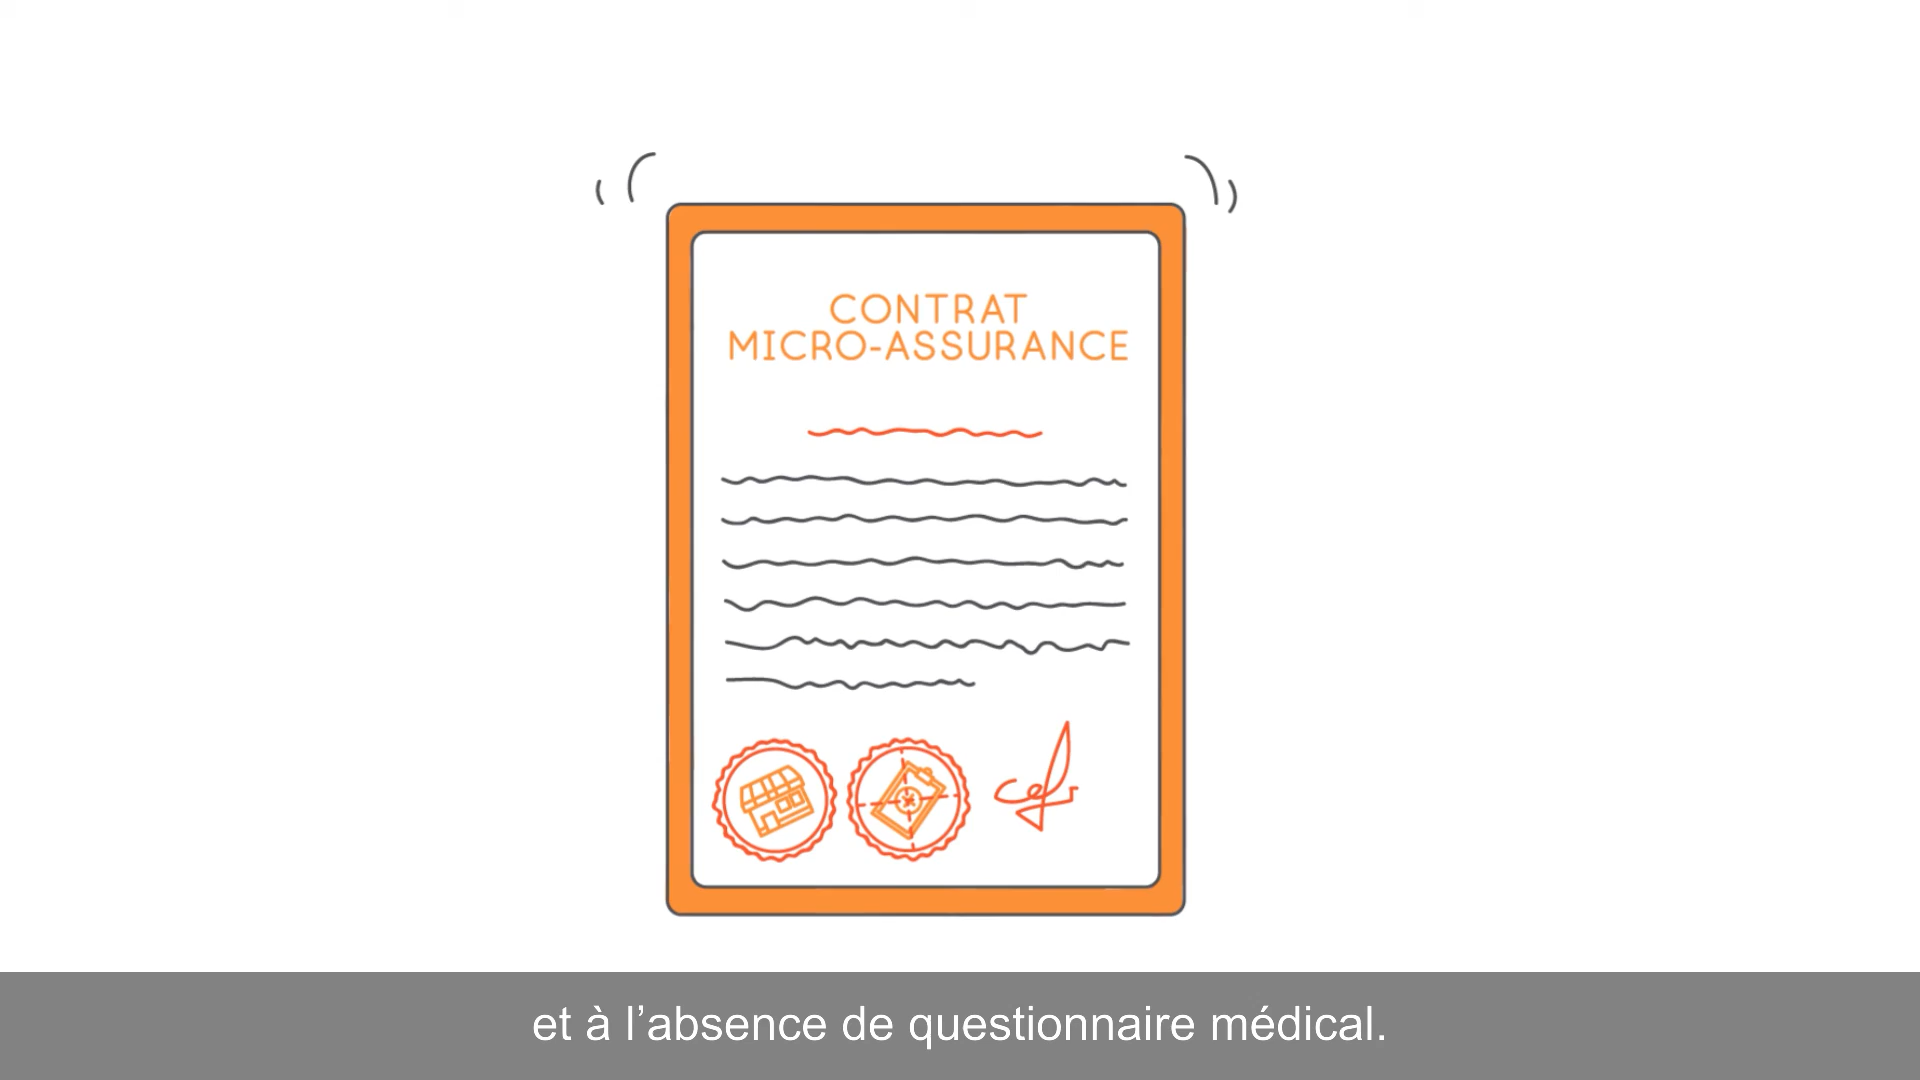 CONTRAT
MICRO-ASSURANCE
et à l’absence de questionnaire médical.